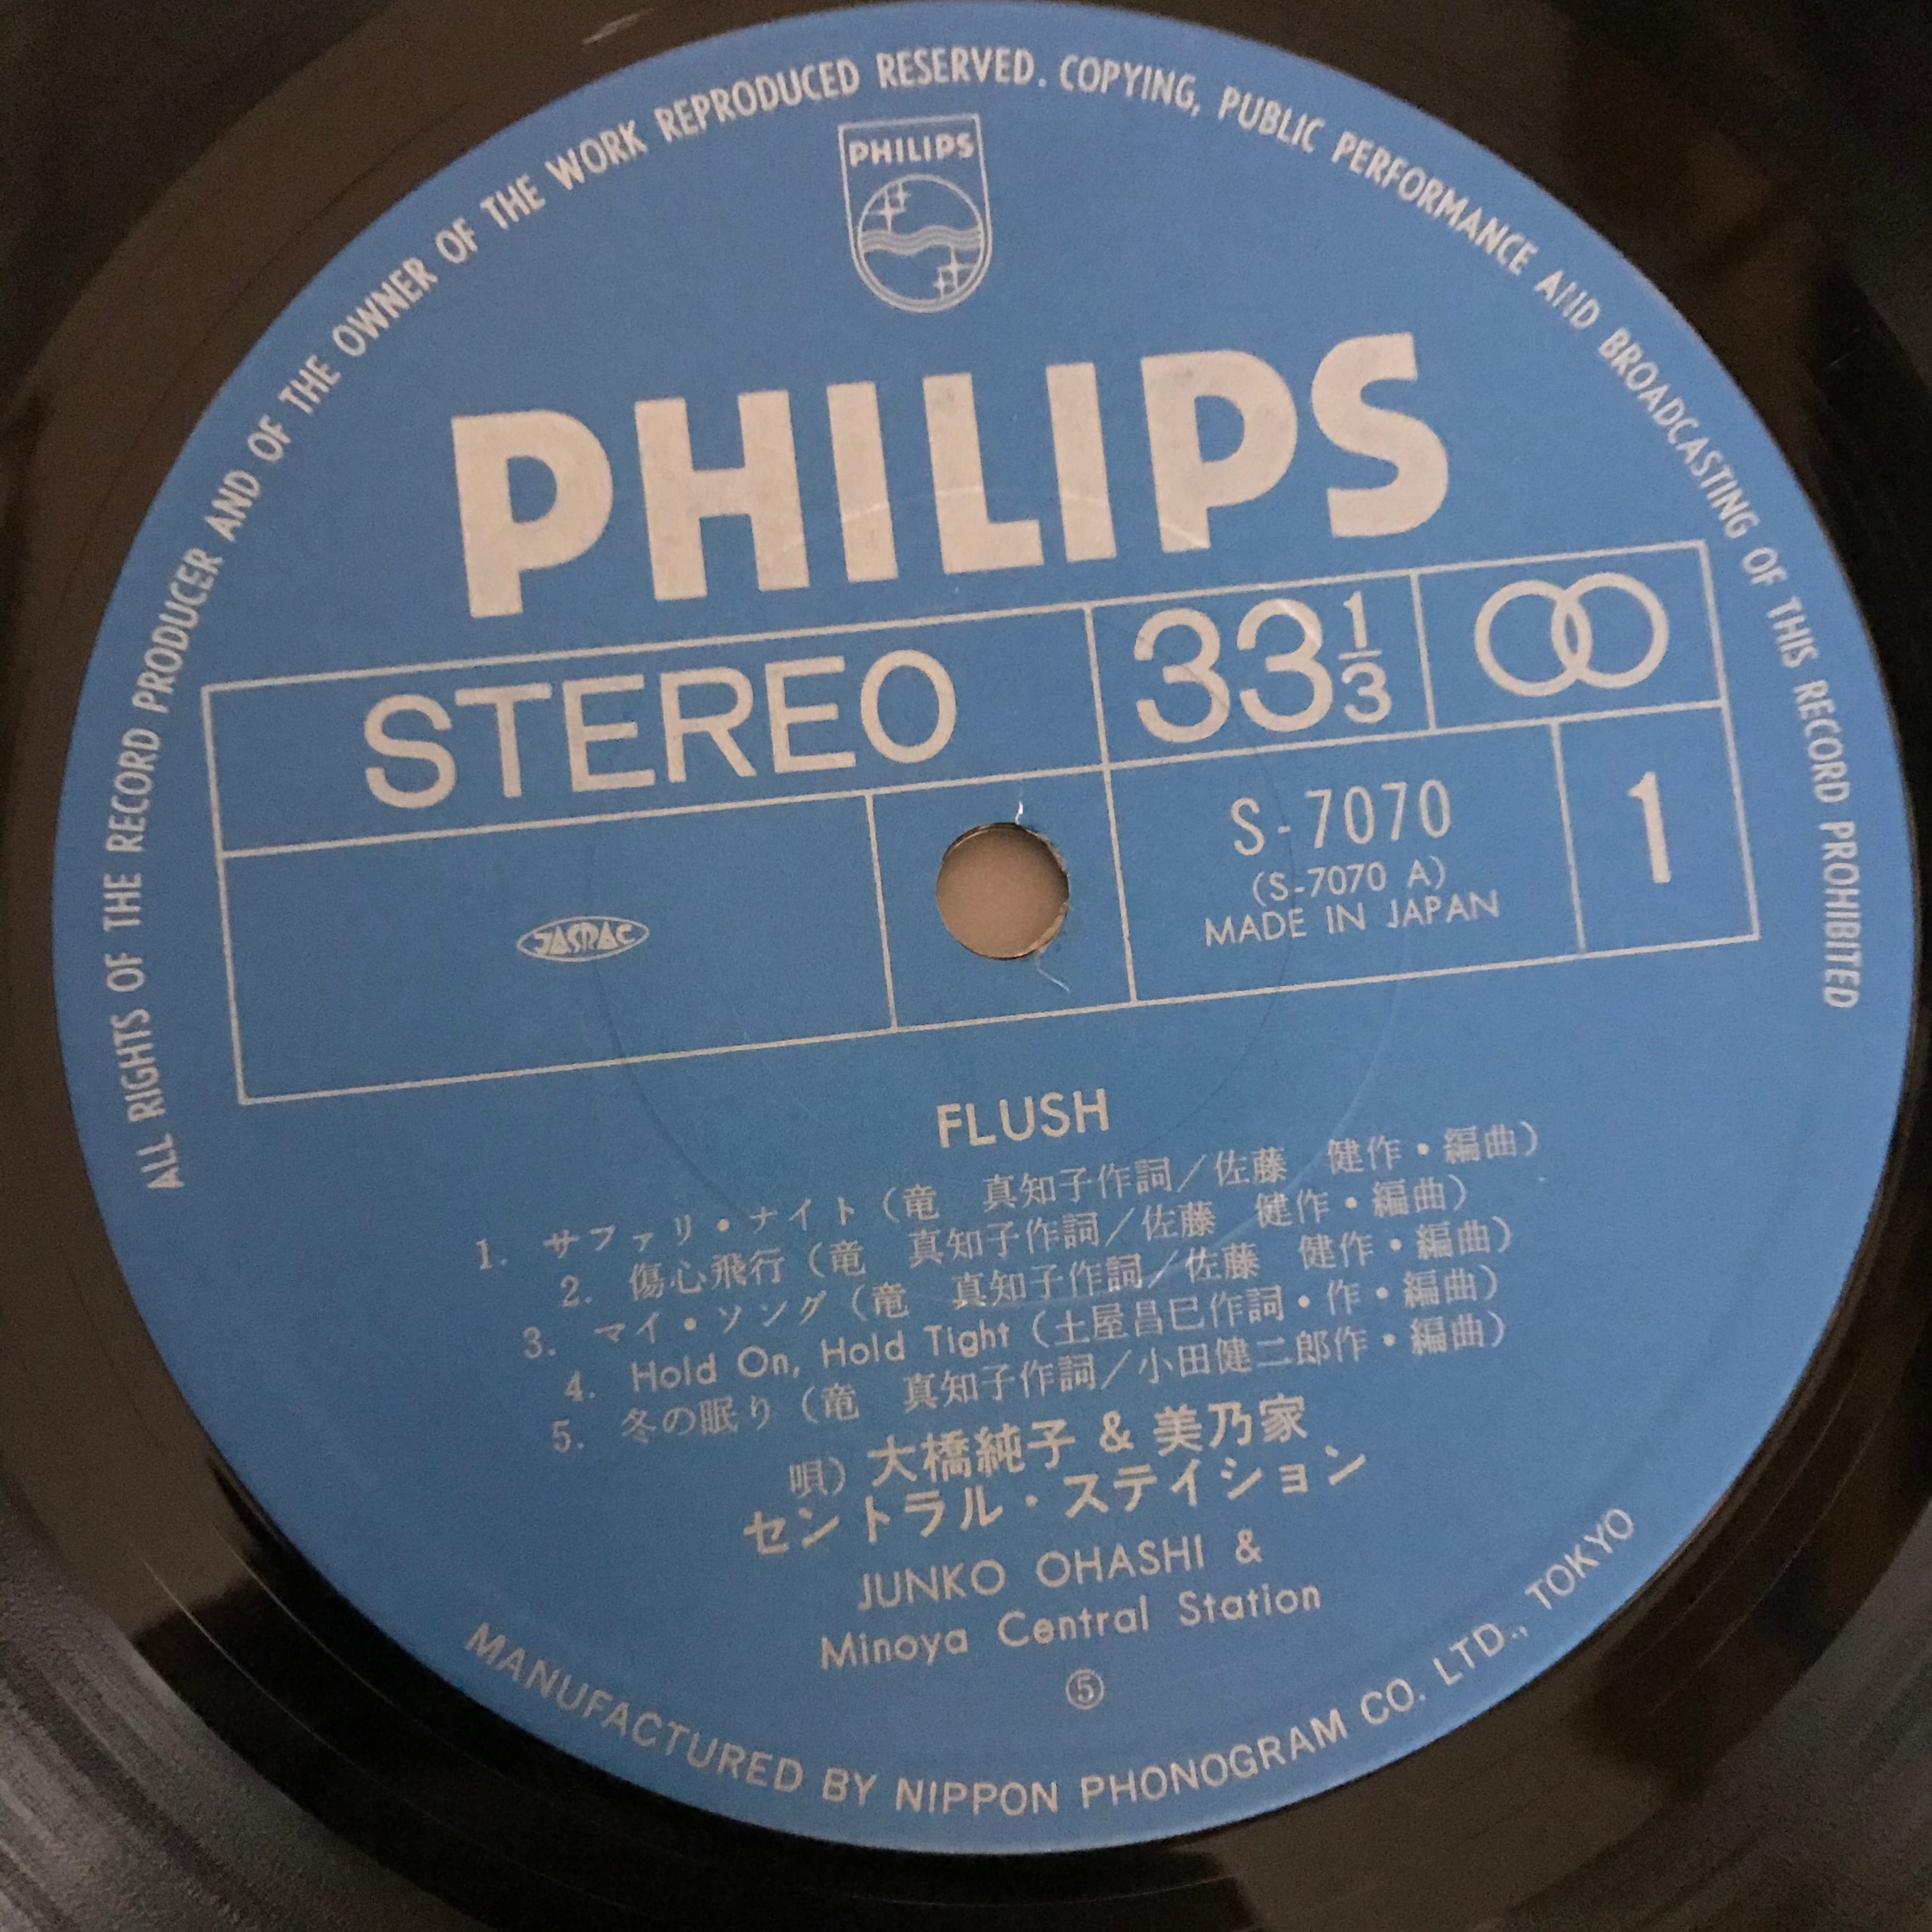 ALL RIGHTS OF THE RECORD PRODUCER AND OF THE OWNER OF THE WORK REPRODUCED RESERVED. COPYING, PUBLIC PERFORMANCE AND BROADCASTING OF THIS RECORD PROHIBITED
PHILIPS
PHILIPS
STEREO
33 1/3
S-7070
(S-7070 A)
MADE IN JAPAN
1
JASRAC
FLUSH
1. サファリ・ナイト（竜 真知子作詞／佐藤 健作・編曲）
2. 傷心飛行（竜 真知子作詞／佐藤 健作・編曲）
3. マイ・ソング（竜 真知子作詞／佐藤 健作・編曲）
4. Hold On, Hold Tight（土屋昌巳作詞・作・編曲）
5. 冬の眠り（竜 真知子作詞／小田健二郎作・編曲）
唄）大橋純子 & 美乃家
セントラル・ステイション
JUNKO OHASHI &
Minoya Central Station
⑤
MANUFACTURED BY NIPPON PHONOGRAM CO. LTD., TOKYO